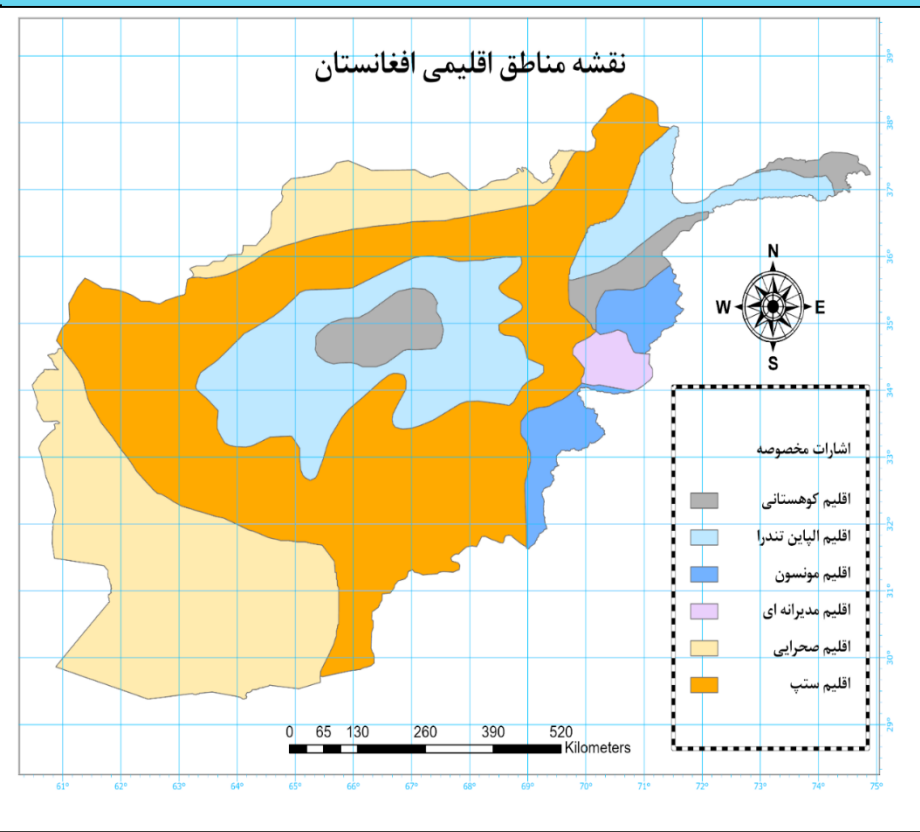 نقشه مناطق اقلیمی افغانستان
39°
38°
37°
36°
35°
34°
33°
32°
31°
30°
29°
N
W E
S
اشارات مخصوصه
اقلیم کوهستانی
اقلیم الپاین تندرا
اقلیم مونسون
اقلیم مدیرانه ای
اقلیم صحرایی
اقلیم ستپ
0 65 130 260 390 520
Kilometers
61° 62° 63° 64° 65° 66° 67° 68° 69° 70° 71° 72° 73° 74° 75°